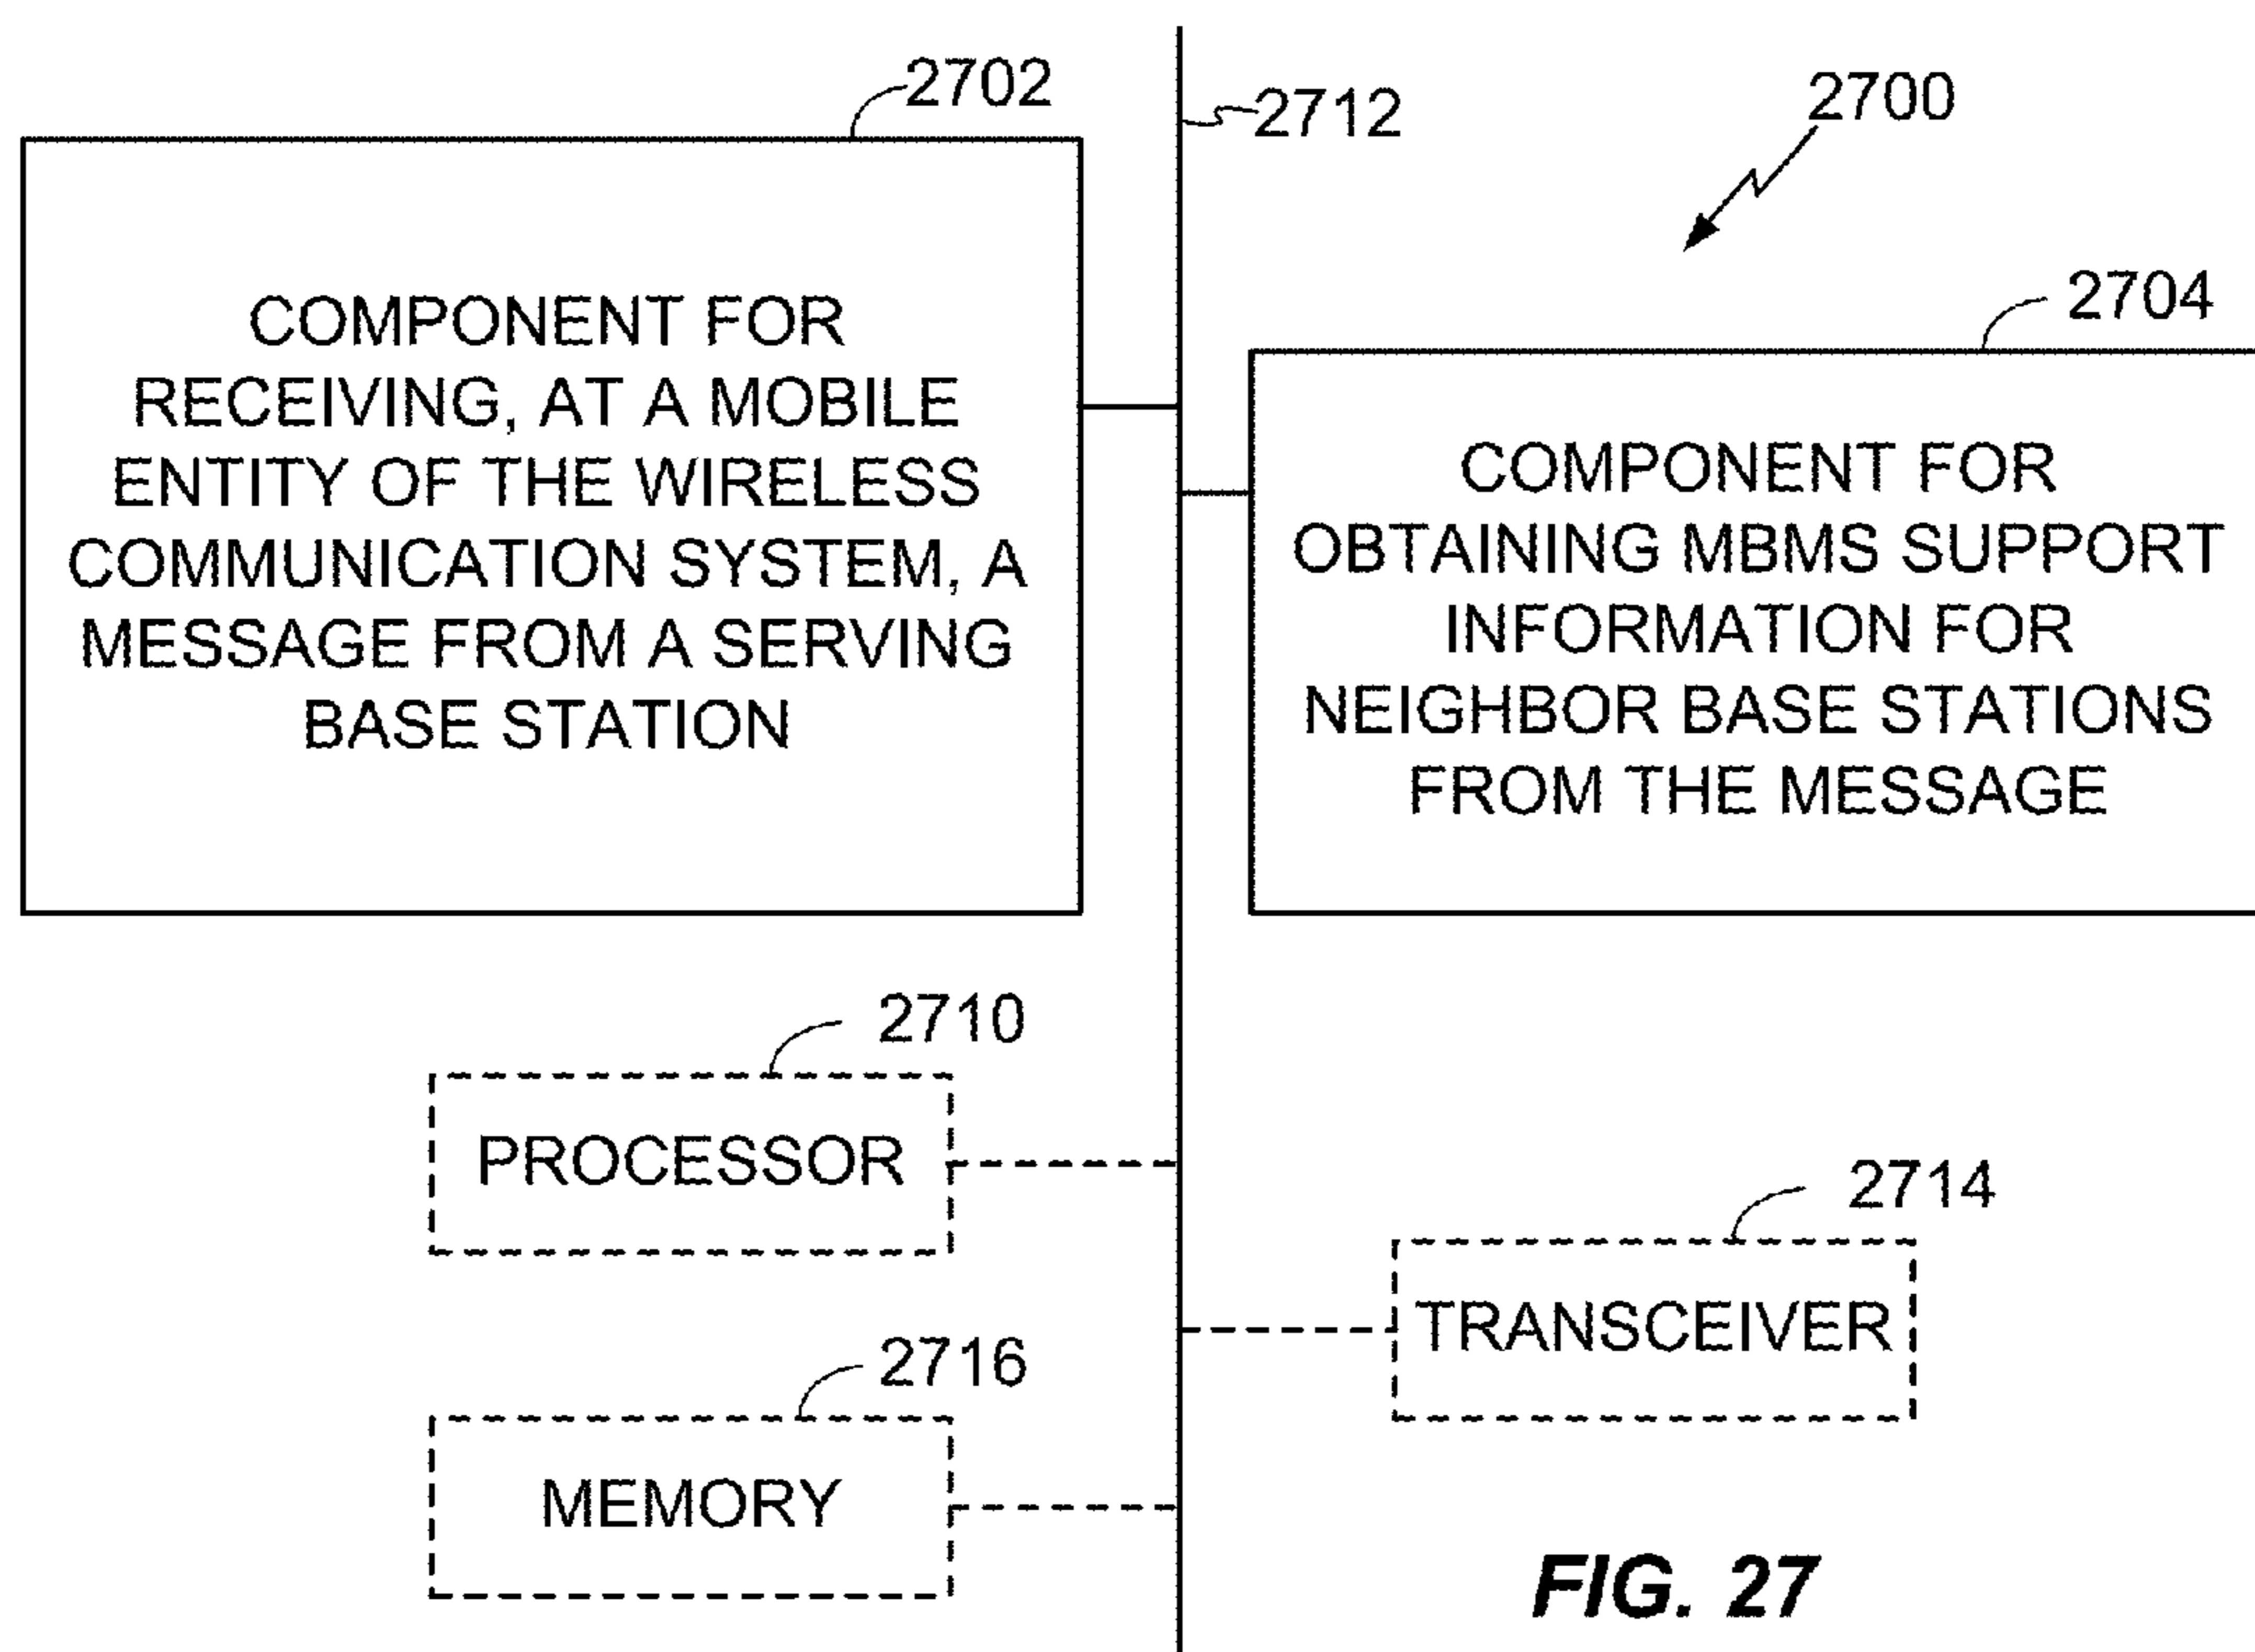 2702
2712
2700
COMPONENT FOR
RECEIVING, AT A MOBILE
ENTITY OF THE WIRELESS
COMMUNICATION SYSTEM, A
MESSAGE FROM A SERVING
BASE STATION
2704
COMPONENT FOR
OBTAINING MBMS SUPPORT
INFORMATION FOR
NEIGHBOR BASE STATIONS
FROM THE MESSAGE
2710
PROCESSOR
2714
TRANSCEIVER
2716
MEMORY
FIG. 27